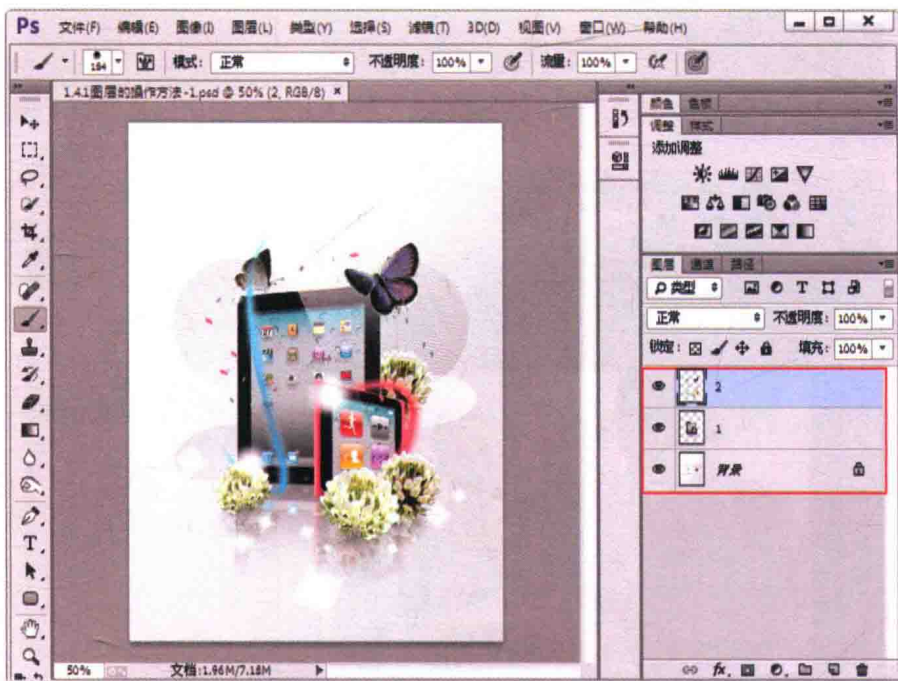 Ps 文件(F) 编辑(E) 图像(I) 图层(L) 类型(Y) 选择(S) 滤镜(T) 3D(D) 视图(V) 窗口(W) 帮助(H)
184 模式: 正常 不透明度: 100% 流量: 100%
1.4.1图层的操作方法-1.psd @ 50% (2, RGB/8) ×
颜色 色板
调整 样式
添加调整
图层 通道 路径
类型
正常 不透明度: 100%
锁定: 填充: 100%
2
1
背景
50% 文档:1.96M/7.18M
fx